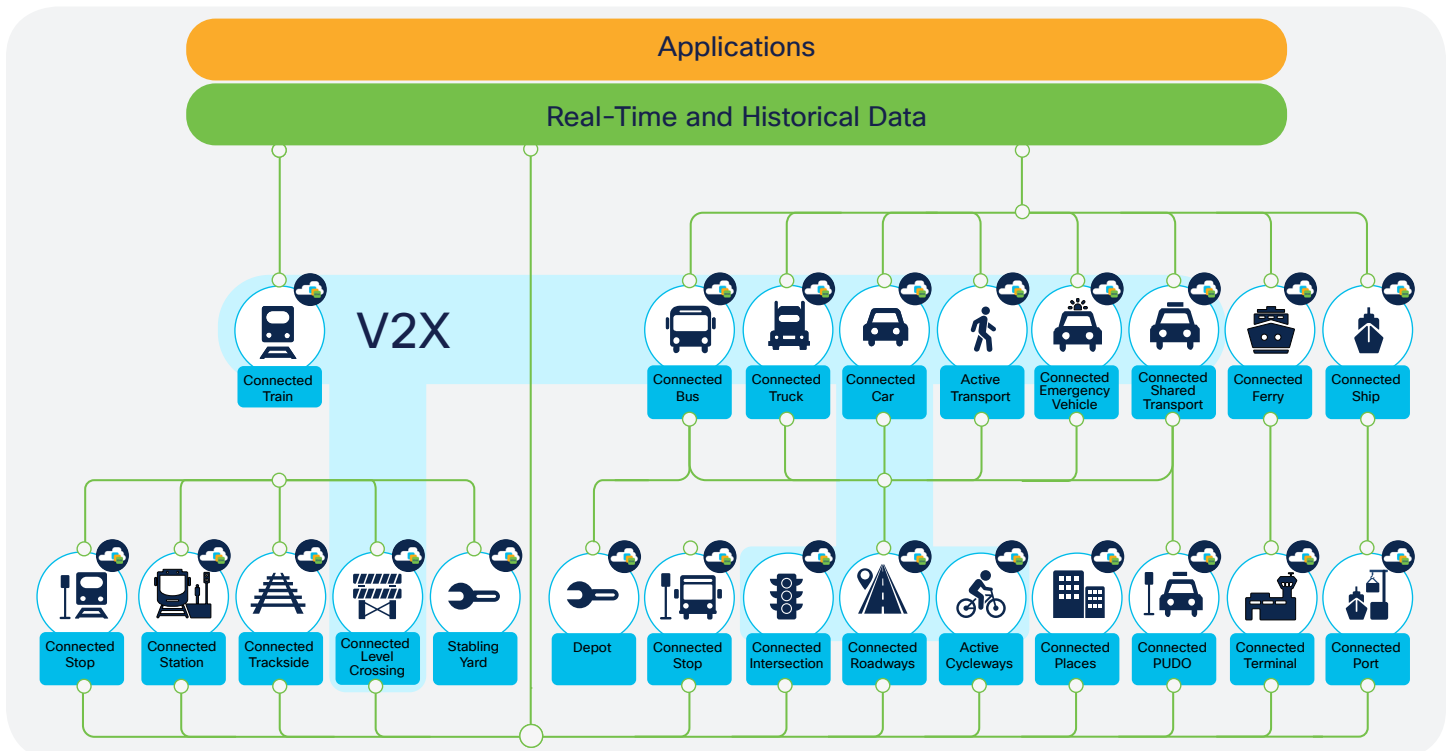 Applications
Real-Time and Historical Data
V2X
Connected
Train
Connected
Bus
Connected
Truck
Connected
Car
Active
Transport
Connected
Emergency
Vehicle
Connected
Shared
Transport
Connected
Ferry
Connected
Ship
Connected
Stop
Connected
Station
Connected
Trackside
Connected
Level
Crossing
Stabling
Yard
Depot
Connected
Stop
Connected
Intersection
Connected
Roadways
Active
Cycleways
Connected
Places
Connected
PUDO
Connected
Terminal
Connected
Port